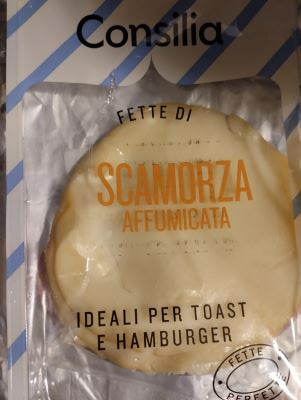 Consilia
FETTE DI
SCAMORZA
AFFUMICATA
IDEALI PER TOAST
E HAMBURGER
FETTE
PERFETTE